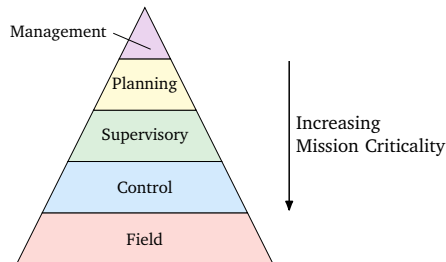 Management
Planning
Supervisory
Control
Field
Increasing
Mission Criticality